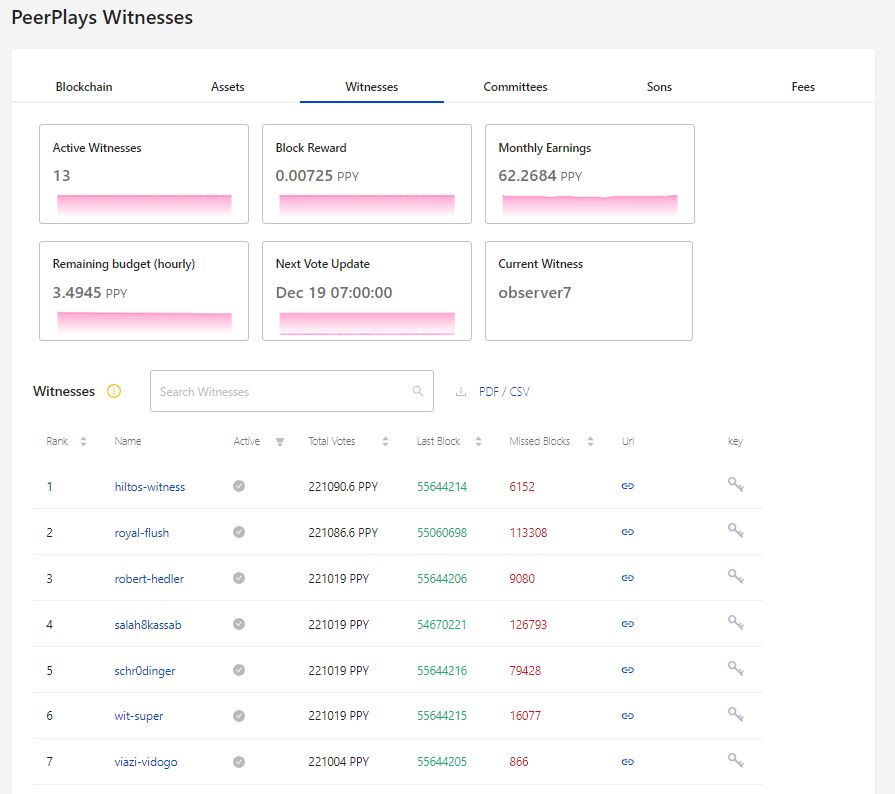 PeerPlays Witnesses
Blockchain Assets Witnesses Committees Sons Fees
Active Witnesses Block Reward Monthly Earnings
13 0.00725 PPY 62.2684 PPY
Remaining budget (hourly) Next Vote Update Current Witness
3.4945 PPY Dec 19 07:00:00 observer7
Witnesses Search Witnesses PDF / CSV
Rank Name Active Total Votes Last Block Missed Blocks Url key
1 hiltos-witness 221090.6 PPY 55644214 6152
2 royal-flush 221086.6 PPY 55060698 113308
3 robert-hedler 221019 PPY 55644206 9080
4 salah8kassab 221019 PPY 54670221 126793
5 schr0dinger 221019 PPY 55644216 79428
6 wit-super 221019 PPY 55644215 16077
7 viazi-vidogo 221004 PPY 55644205 866